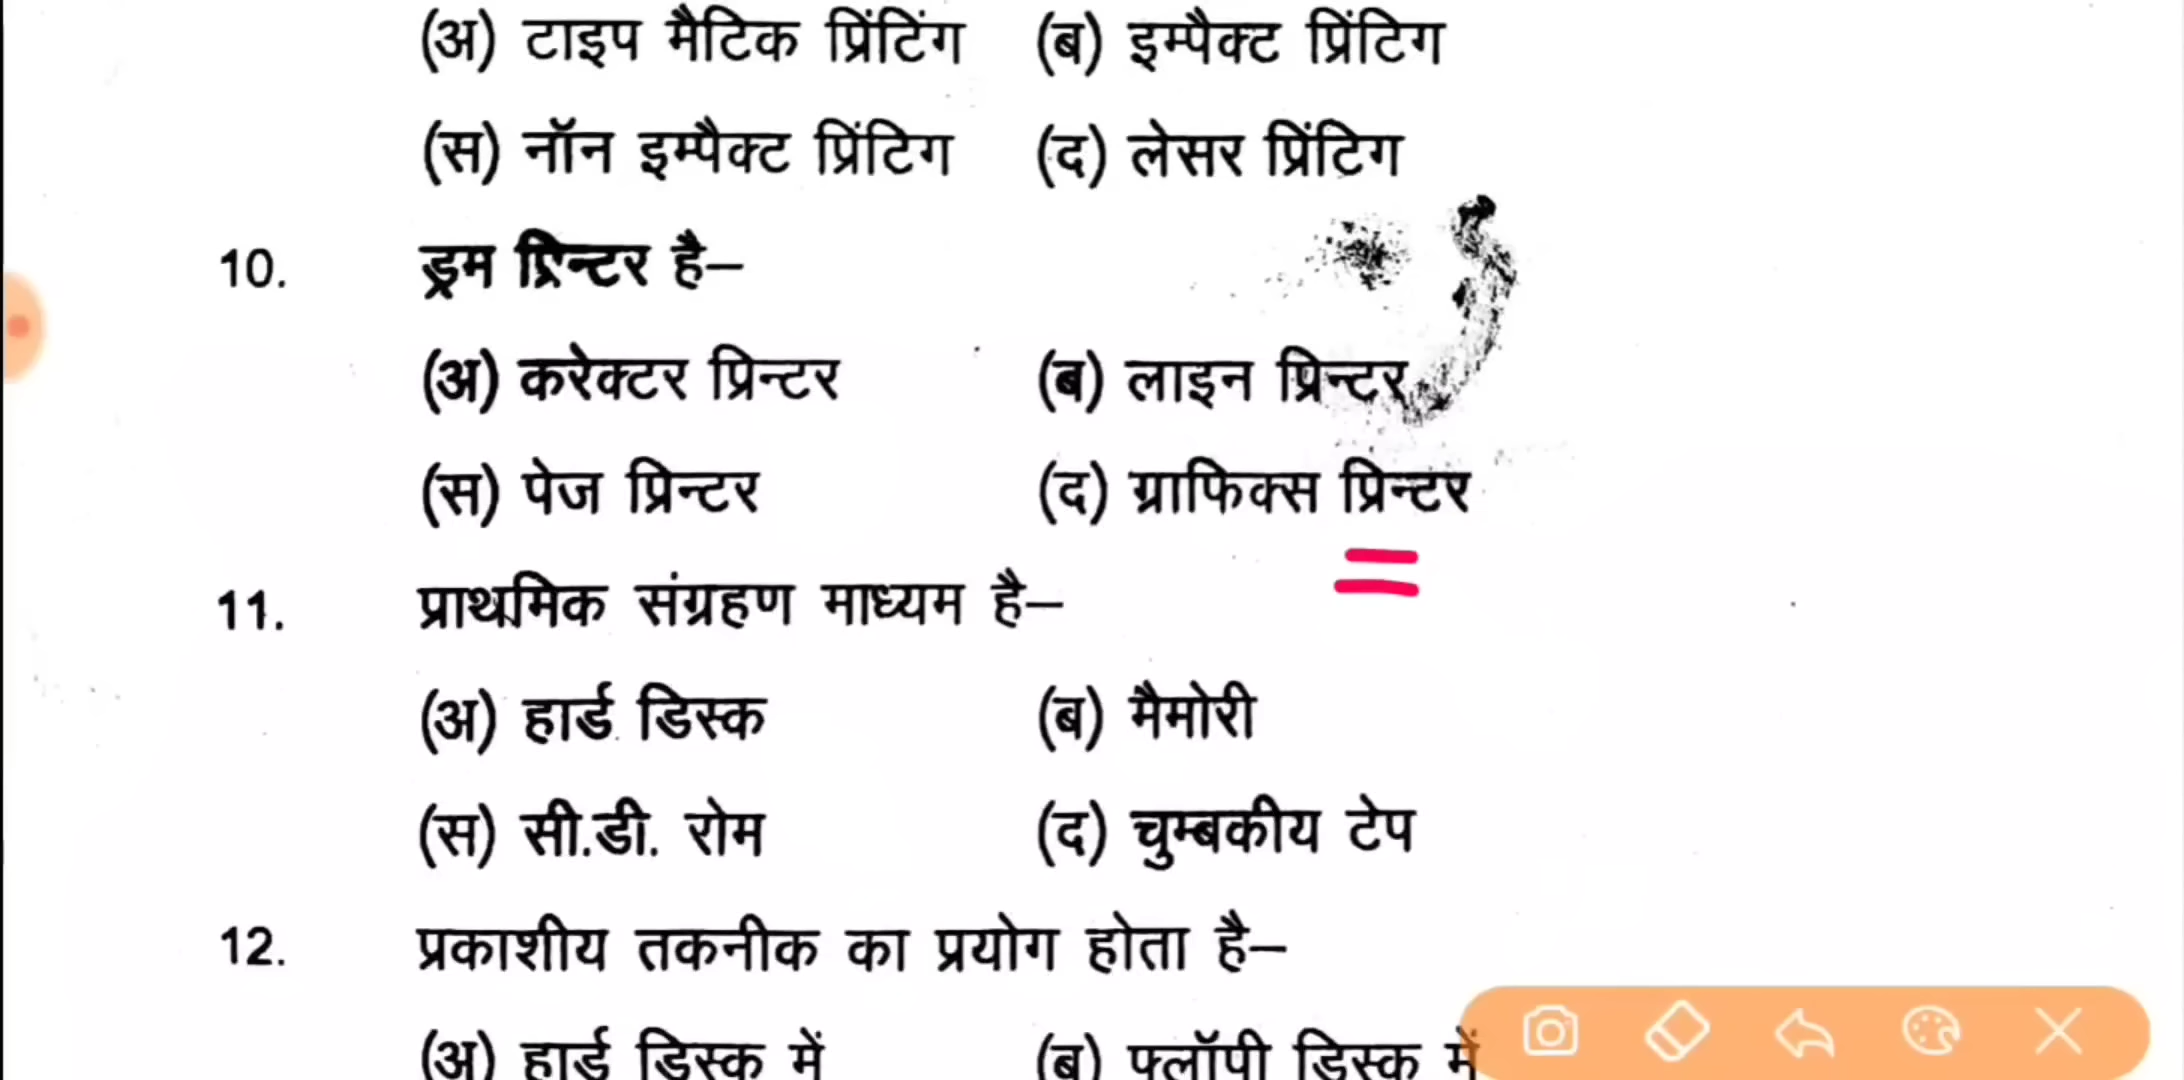 (अ) टाइप मैटिक प्रिंटिंग (ब) इम्पैक्ट प्रिंटिग
(स) नॉन इम्पैक्ट प्रिंटिग (द) लेसर प्रिंटिग
10. ड्रम प्रिन्टर है–
(अ) करेक्टर प्रिन्टर (ब) लाइन प्रिन्टर
(स) पेज प्रिन्टर (द) ग्राफिक्स प्रिन्टर
11. प्राथमिक संग्रहण माध्यम है–
(अ) हार्ड डिस्क (ब) मैमोरी
(स) सी.डी. रोम (द) चुम्बकीय टेप
12. प्रकाशीय तकनीक का प्रयोग होता है–
(अ) हार्ड डिस्क में (ब) फ्लॉपी डिस्क में